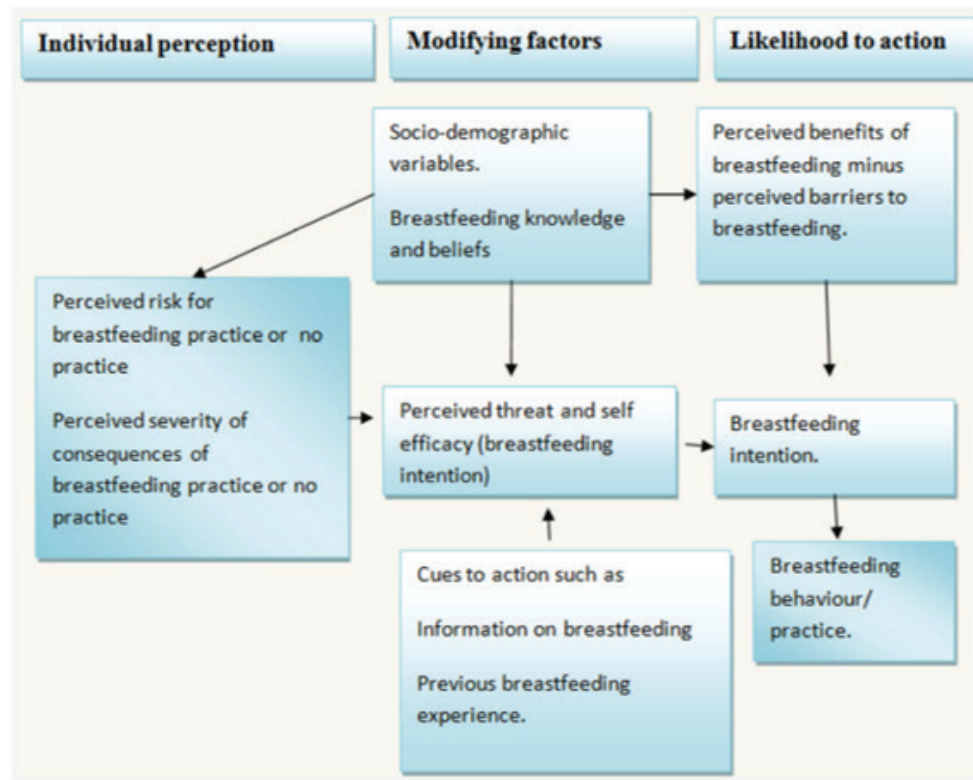 Individual perception
Modifying factors
Likelihood to action
Socio-demographic
variables.
Breastfeeding knowledge
and beliefs
Perceived benefits of
breastfeeding minus
perceived barriers to
breastfeeding.
Perceived risk for
breastfeeding practice or no
practice
Perceived severity of
consequences of
breastfeeding practice or no
practice
Perceived threat and self
efficacy (breastfeeding
intention)
Breastfeeding
intention.
Cues to action such as
Information on breastfeeding
Previous breastfeeding
experience.
Breastfeeding
behaviour/
practice.